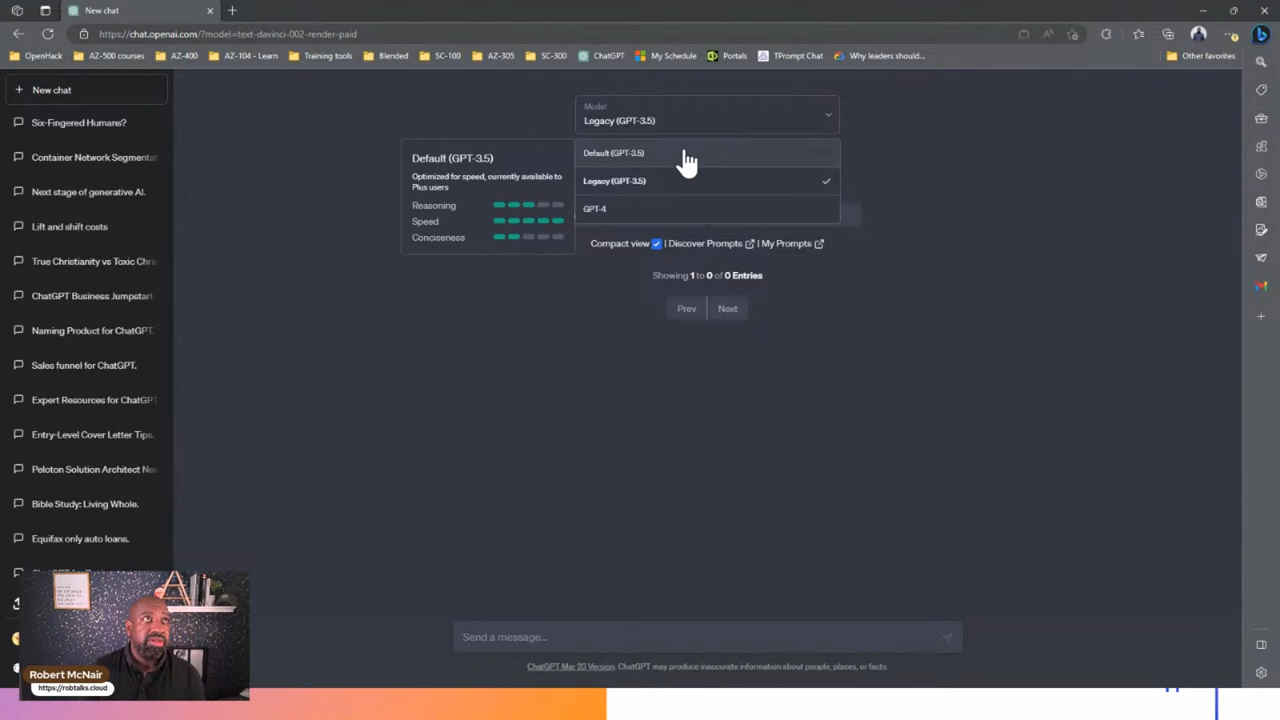 New chat
https://chat.openai.com/?model=text-davinci-002-render-paid
OpenHack
AZ-500 courses
AZ-400
AZ-104 - Learn
Training tools
Blended
SC-100
AZ-305
SC-300
ChatGPT
My Schedule
Portals
TPrompt Chat
Why leaders should...
Other favorites
New chat
Six-Fingered Humans?
Container Network Segmental
Next stage of generative AI.
Lift and shift costs
True Christianity vs Toxic Chris
ChatGPT Business Jumpstart
Naming Product for ChatGPT.
Sales funnel for ChatGPT.
Expert Resources for ChatGPT
Entry-Level Cover Letter Tips.
Peloton Solution Architect Ne
Bible Study: Living Whole.
Equifax only auto loans.
Model
Legacy (GPT-3.5)
Default (GPT-3.5)
Legacy (GPT-3.5)
GPT-4
Default (GPT-3.5)
Optimized for speed, currently available to
Plus users
Reasoning
Speed
Conciseness
Compact view | Discover Prompts | My Prompts
Showing 1 to 0 of 0 Entries
Prev Next
Send a message...
ChatGPT Mar 23 Version. ChatGPT may produce inaccurate information about people, places, or facts.
Robert McNair
https://robtalks.cloud